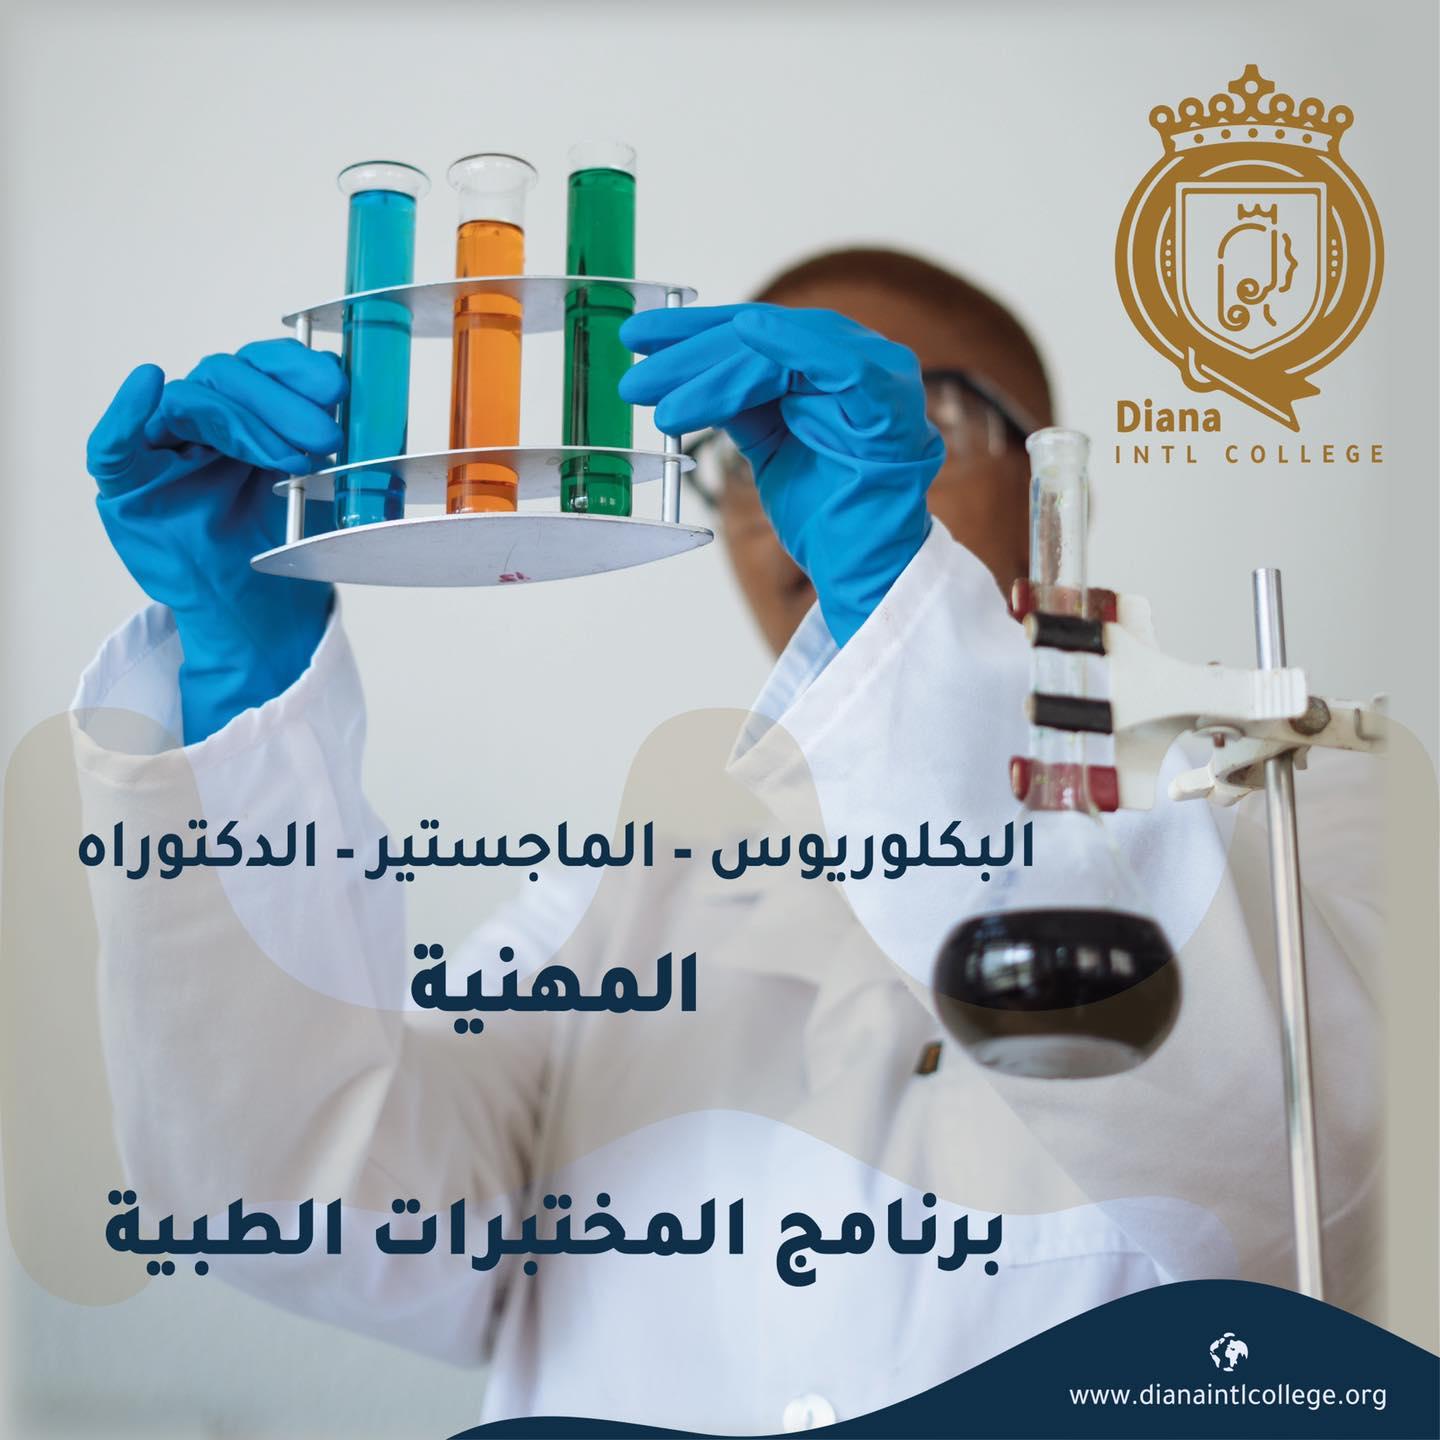 Diana
INTL COLLEGE
البكلوريوس - الماجستير - الدكتوراه
المهنية
برنامج المختبرات الطبية
www.dianaintlcollege.org